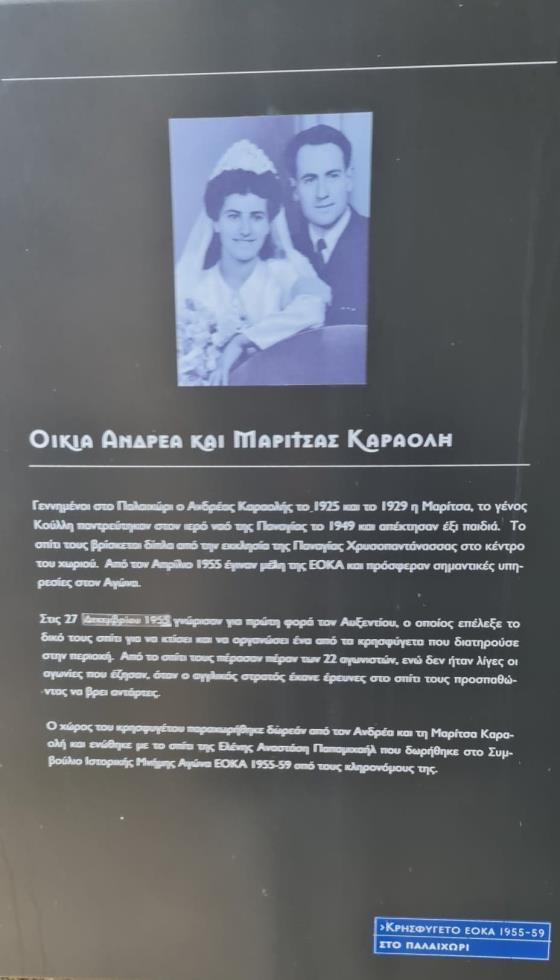 ΟΙΚΙΑ ΑΝΔΡΕΑ ΚΑΙ ΜΑΡΙΤΣΑΣ ΚΑΡΑΟΛΗ
Γεννημένοι στο Παλαιχώρι ο Ανδρέας Καραολής το 1925 και το 1929 η Μαρίτσα, το γένος
Κούλλη παντρεύτηκαν στον ιερό ναό της Παναγίας το 1949 και απέκτησαν έξι παιδιά. Το
σπίτι τους βρίσκεται δίπλα από την εκκλησία της Παναγίας Χρυσοπαντάνασσας στο κέντρο
του χωριού. Από τον Απρίλιο 1955 έγιναν μέλη της ΕΟΚΑ και πρόσφεραν σημαντικές υπη-
ρεσίες στον Αγώνα.
Στις 27 Δεκεμβρίου 1955 γνώρισαν για πρώτη φορά τον Αυξεντίου, ο οποίος επέλεξε το
δικό τους σπίτι για να κτίσει και να οργανώσει ένα από τα κρησφύγετα που διατηρούσε
στην περιοχή. Από το σπίτι τους πέρασαν πέραν των 22 αγωνιστών, ενώ δεν ήταν λίγες οι
αγωνίες που έζησαν, όταν ο αγγλικός στρατός έκανε έρευνες στο σπίτι τους προσπαθώ-
ντας να βρει αντάρτες.
Ο χώρος του κρησφυγέτου παραχωρήθηκε δωρεάν από τον Ανδρέα και τη Μαρίτσα Καρα-
ολή και ενώθηκε με το σπίτι της Ελένης Αναστάση Παπαμιχαήλ που δωρήθηκε στο Συμ-
βούλιο Ιστορικής Μνήμης Αγώνα ΕΟΚΑ 1955-59 από τους κληρονόμους της.
>ΚΡΗΣΦΥΓΕΤΟ ΕΟΚΑ 1955-59
ΣΤΟ ΠΑΛΑΙΧΩΡΙ